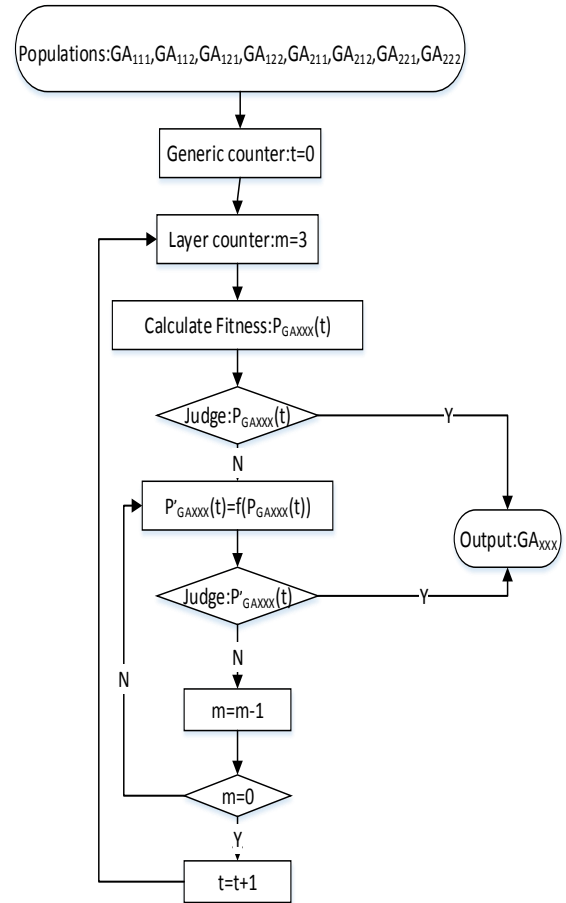 Populations:GA111,GA112,GA121,GA122,GA211,GA212,GA221,GA222
Generic counter:t=0
Layer counter:m=3
Calculate Fitness:PGAXXX(t)
Judge:PGAXXX(t)
Y
N
P'GAXXX(t)=f(PGAXXX(t))
Output:GAXXX
Judge:P'GAXXX(t)
Y
N
N
m=m-1
m=0
Y
t=t+1